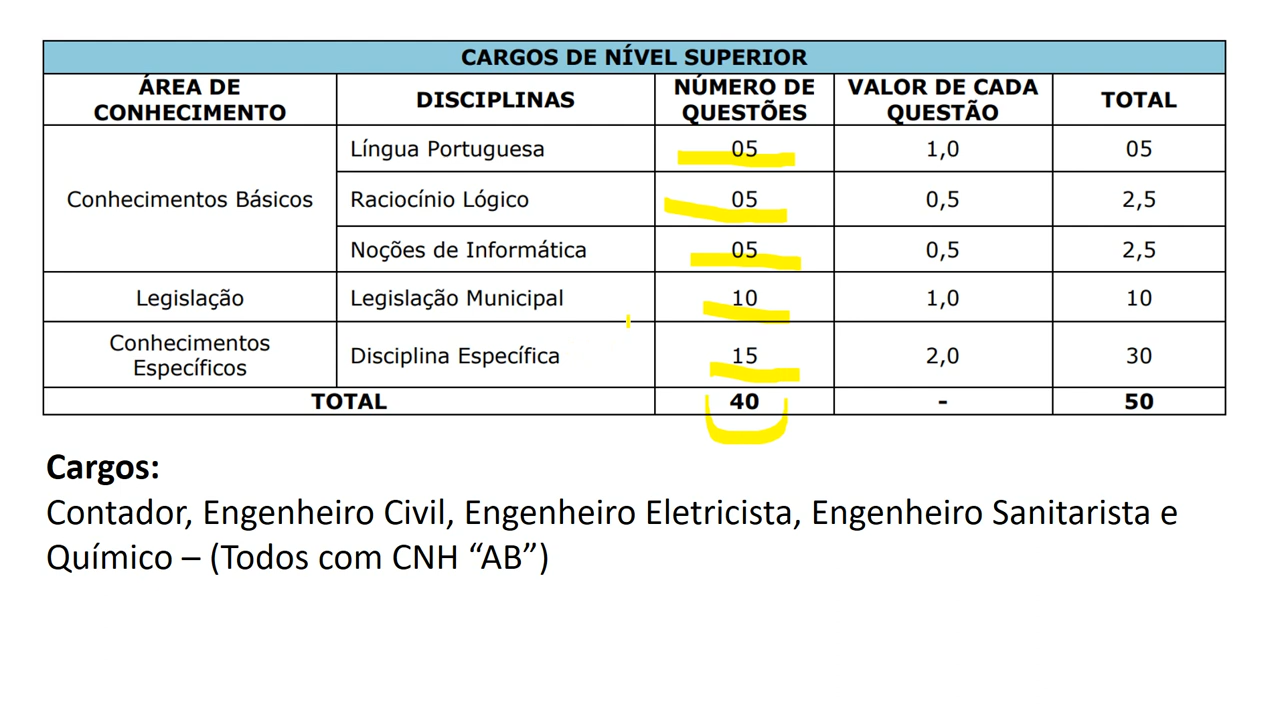 CARGOS DE NÍVEL SUPERIOR
ÁREA DE CONHECIMENTO DISCIPLINAS NÚMERO DE QUESTÕES VALOR DE CADA QUESTÃO TOTAL
Conhecimentos Básicos Língua Portuguesa 05 1,0 05
Raciocínio Lógico 05 0,5 2,5
Noções de Informática 05 0,5 2,5
Legislação Legislação Municipal 10 1,0 10
Conhecimentos Específicos Disciplina Específica 15 2,0 30
TOTAL 40 - 50
Cargos:
Contador, Engenheiro Civil, Engenheiro Eletricista, Engenheiro Sanitarista e
Químico – (Todos com CNH “AB”)